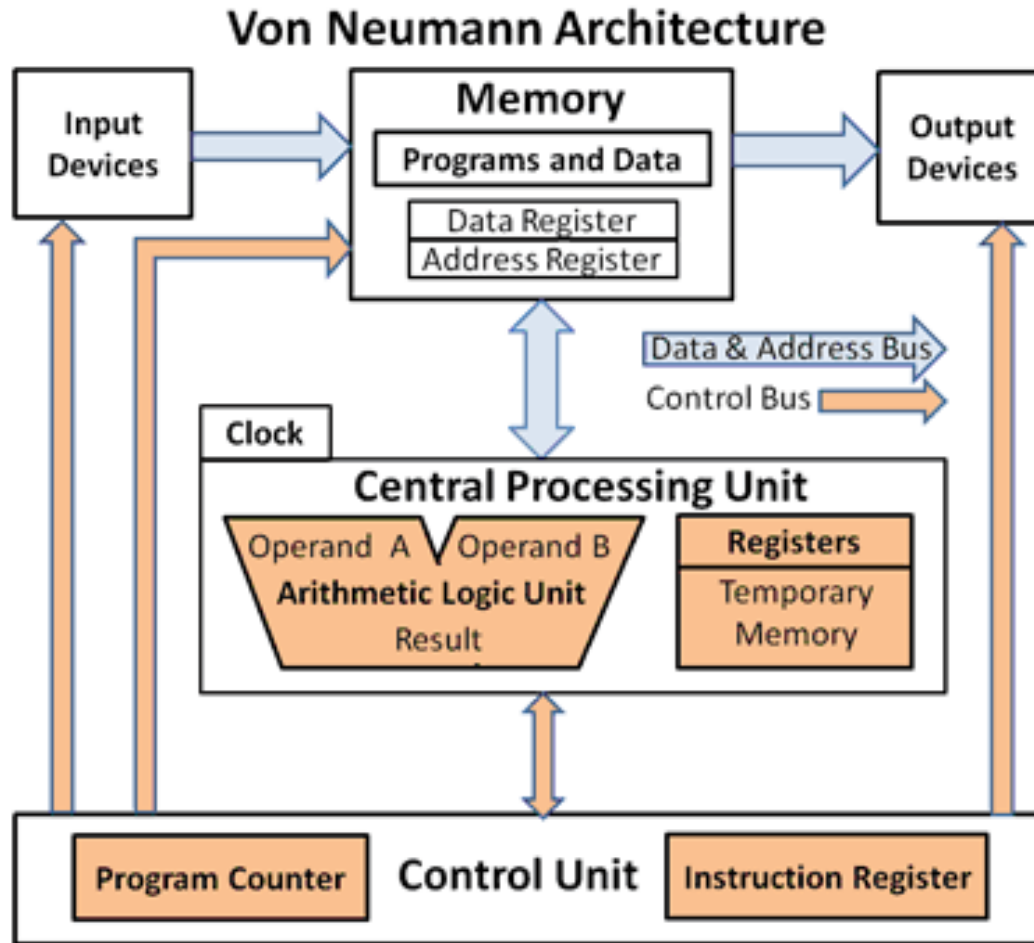 Von Neumann Architecture
Input
Devices
Memory
Programs and Data
Data Register
Address Register
Output
Devices
Data & Address Bus
Control Bus
Clock
Central Processing Unit
Operand A
Operand B
Arithmetic Logic Unit
Result
Registers
Temporary
Memory
Program Counter
Control Unit
Instruction Register